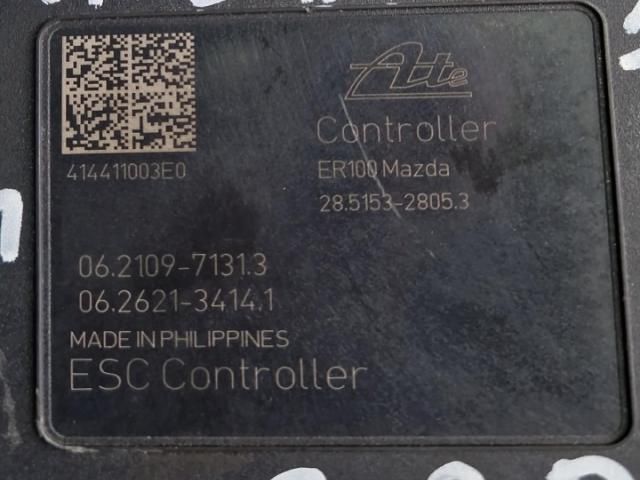 Ate
Controller
414411003E0
ER100 Mazda
28.5153-2805.3
06.2109-7131.3
06.2621-3414.1
MADE IN PHILIPPINES
ESC Controller